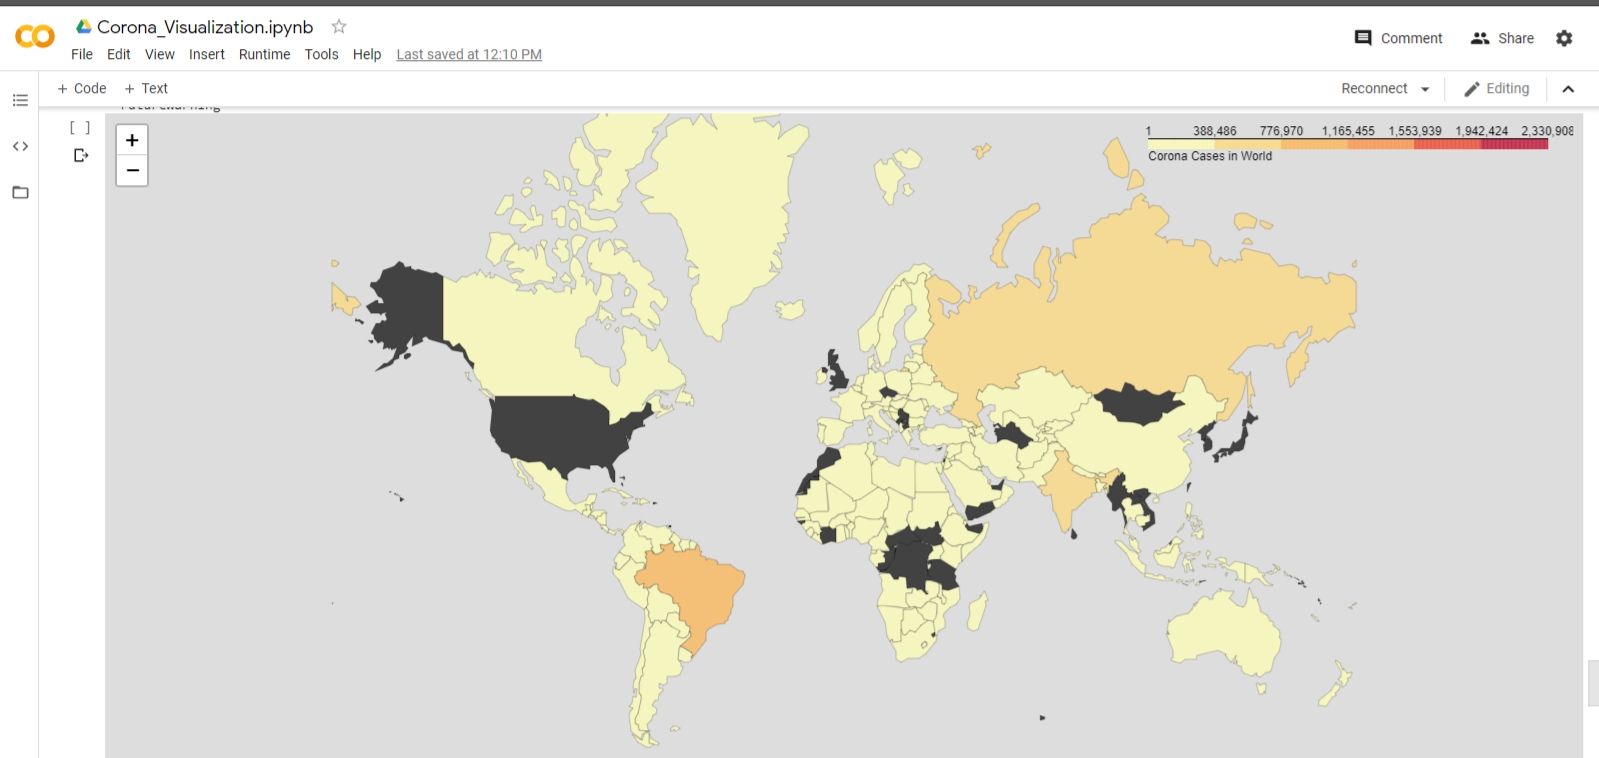 Corona_Visualization.ipynb
File Edit View Insert Runtime Tools Help Last saved at 12:10 PM
Comment Share
+ Code + Text
Reconnect Editing
[ ]
+
−
1 388,486 776,970 1,165,455 1,553,939 1,942,424 2,330,908
Corona Cases in World